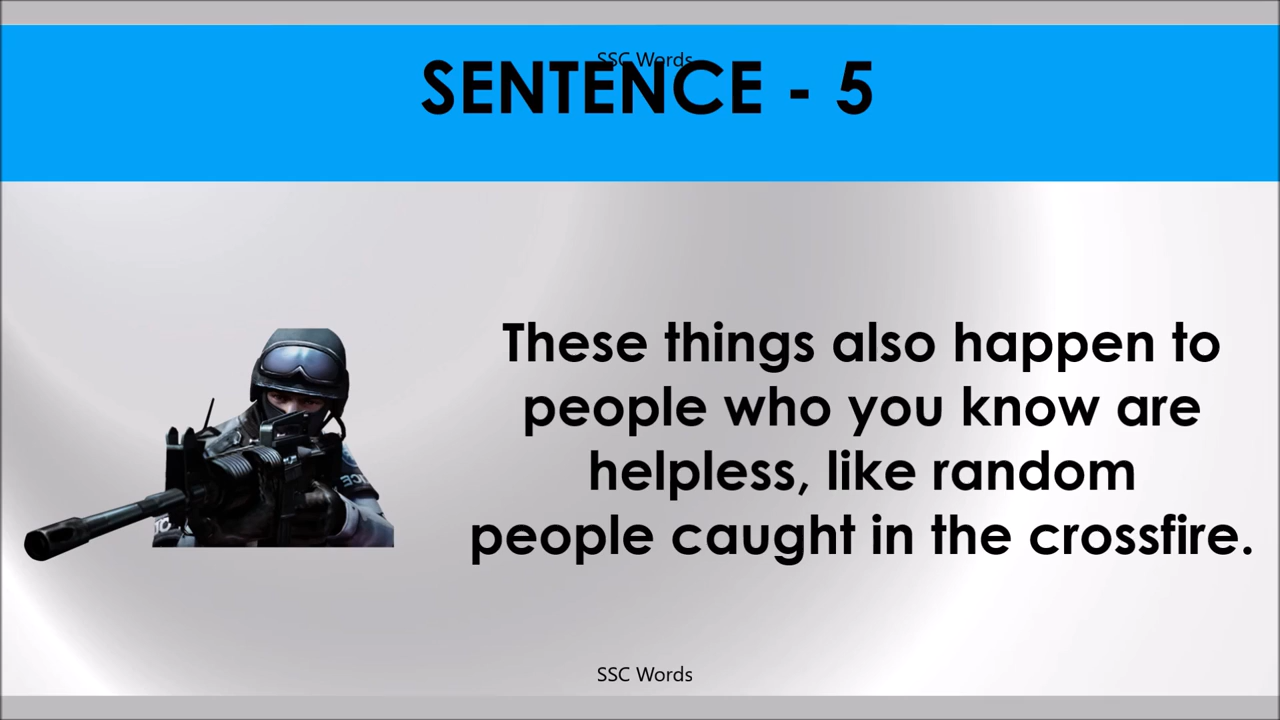 SSC Words
SENTENCE - 5
These things also happen to
people who you know are
helpless, like random
people caught in the crossfire.
SSC Words